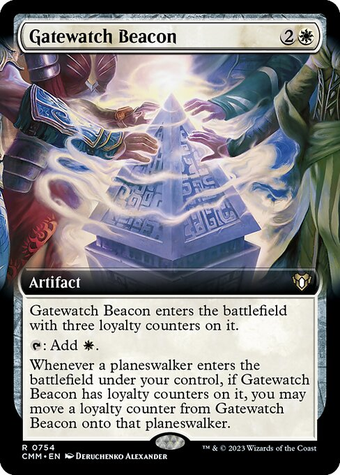 Gatewatch Beacon 2
Artifact
Gatewatch Beacon enters the battlefield
with three loyalty counters on it.
: Add .
Whenever a planeswalker enters the
battlefield under your control, if Gatewatch
Beacon has loyalty counters on it, you may
move a loyalty counter from Gatewatch
Beacon onto that planeswalker.
R 0754
CMM • EN DERUCHENKO ALEXANDER
™ & © 2023 Wizards of the Coast